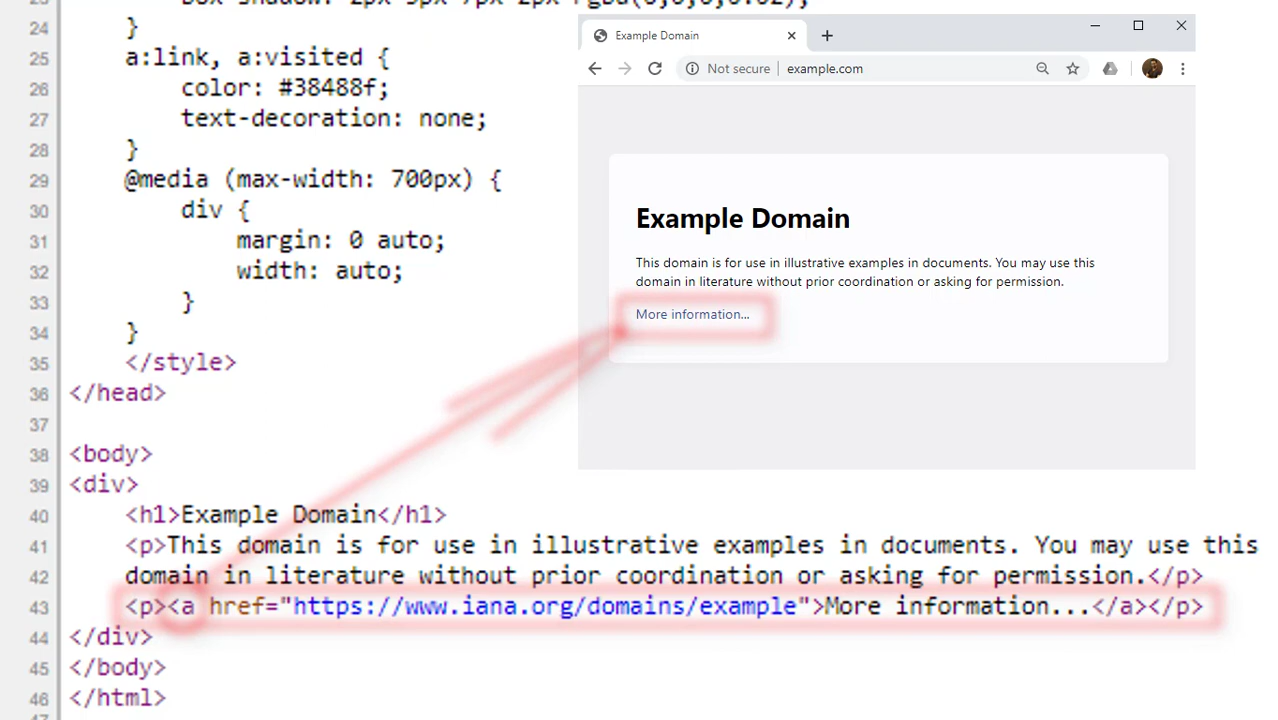 24 }
25 a:link, a:visited {
26 color: #38488f;
27 text-decoration: none;
28 }
29 @media (max-width: 700px) {
30 div {
31 margin: 0 auto;
32 width: auto;
33 }
34 }
35 </style>
36 </head>
37
38 <body>
39 <div>
40 <h1>Example Domain</h1>
41 <p>This domain is for use in illustrative examples in documents. You may use this
42 domain in literature without prior coordination or asking for permission.</p>
43 <p><a href="https://www.iana.org/domains/example">More information...</a></p>
44 </div>
45 </body>
46 </html>
Example Domain
Not secure
example.com
Example Domain
This domain is for use in illustrative examples in documents. You may use this
domain in literature without prior coordination or asking for permission.
More information...